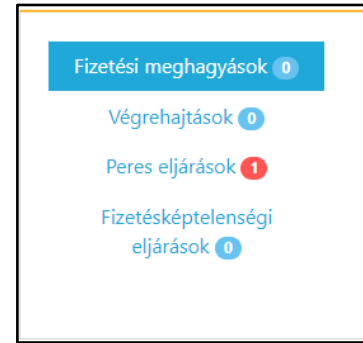 Fizetési meghagyások 0
Végrehajtások 0
Peres eljárások 1
Fizetésképtelenségi
eljárások 0